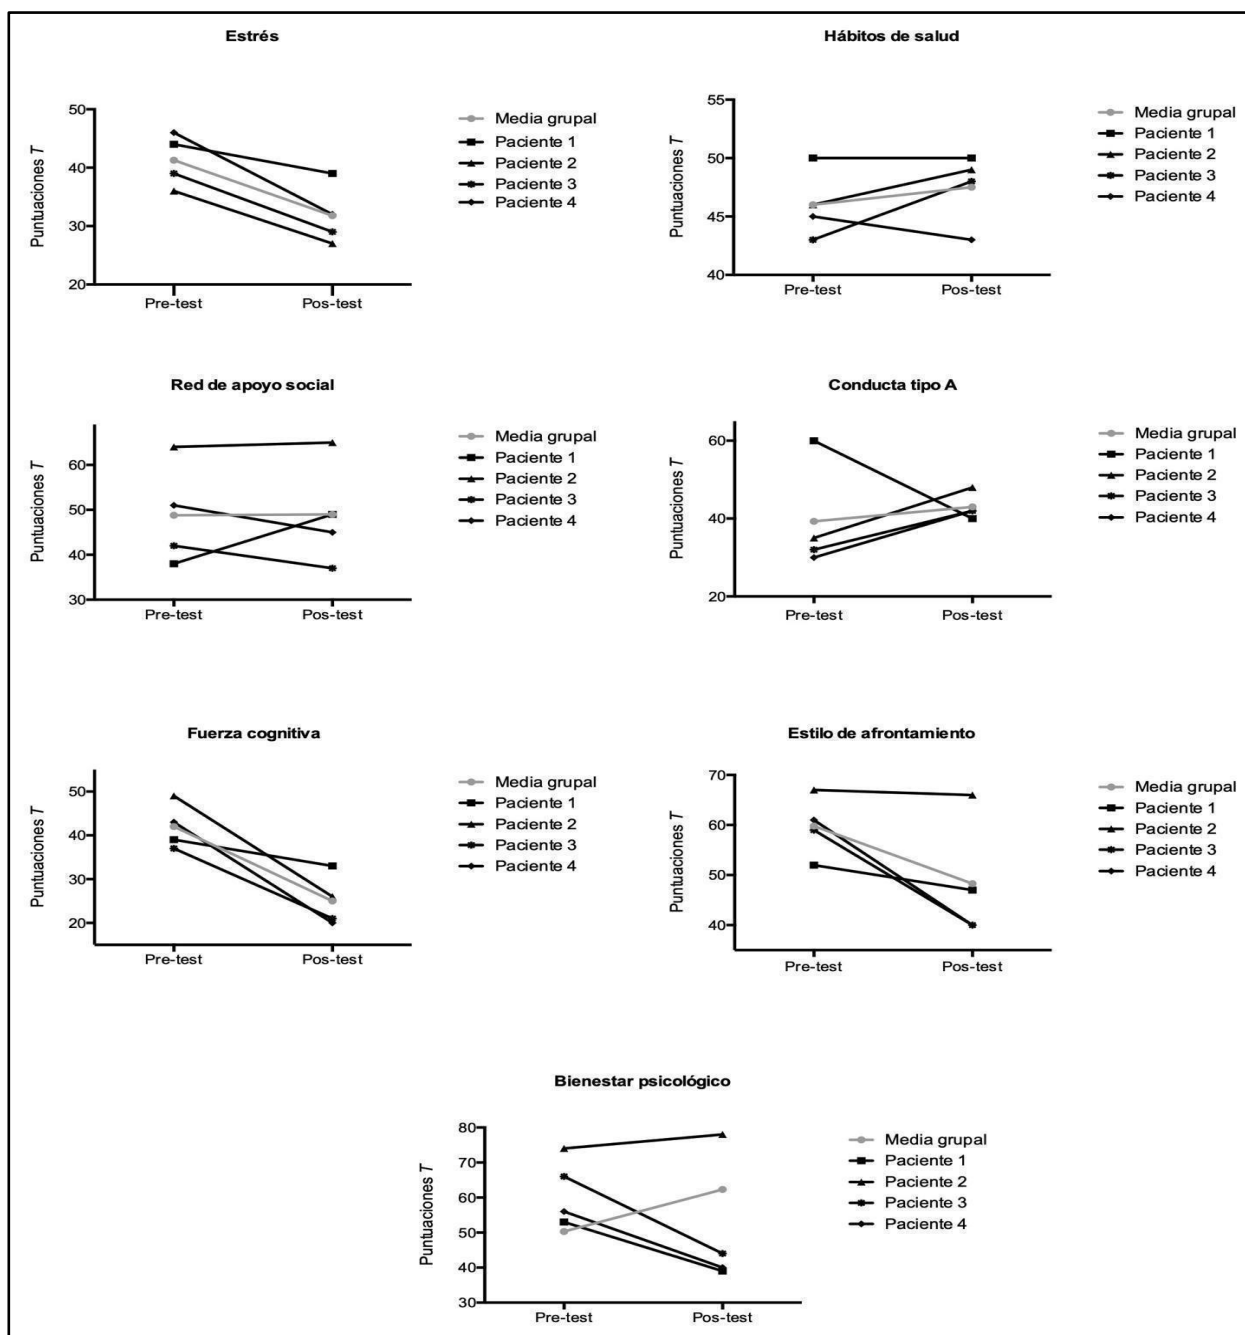 Estrés
Puntuaciones T
50
40
30
20
Pre-test
Pos-test
Media grupal
Paciente 1
Paciente 2
Paciente 3
Paciente 4
Hábitos de salud
Puntuaciones T
55
50
45
40
Pre-test
Pos-test
Media grupal
Paciente 1
Paciente 2
Paciente 3
Paciente 4
Red de apoyo social
Puntuaciones T
60
50
40
30
Pre-test
Pos-test
Media grupal
Paciente 1
Paciente 2
Paciente 3
Paciente 4
Conducta tipo A
Puntuaciones T
60
40
20
Pre-test
Pos-test
Media grupal
Paciente 1
Paciente 2
Paciente 3
Paciente 4
Fuerza cognitiva
Puntuaciones T
50
40
30
20
Pre-test
Pos-test
Media grupal
Paciente 1
Paciente 2
Paciente 3
Paciente 4
Estilo de afrontamiento
Puntuaciones T
70
60
50
40
Pre-test
Pos-test
Media grupal
Paciente 1
Paciente 2
Paciente 3
Paciente 4
Bienestar psicológico
Puntuaciones T
80
70
60
50
40
30
Pre-test
Pos-test
Media grupal
Paciente 1
Paciente 2
Paciente 3
Paciente 4